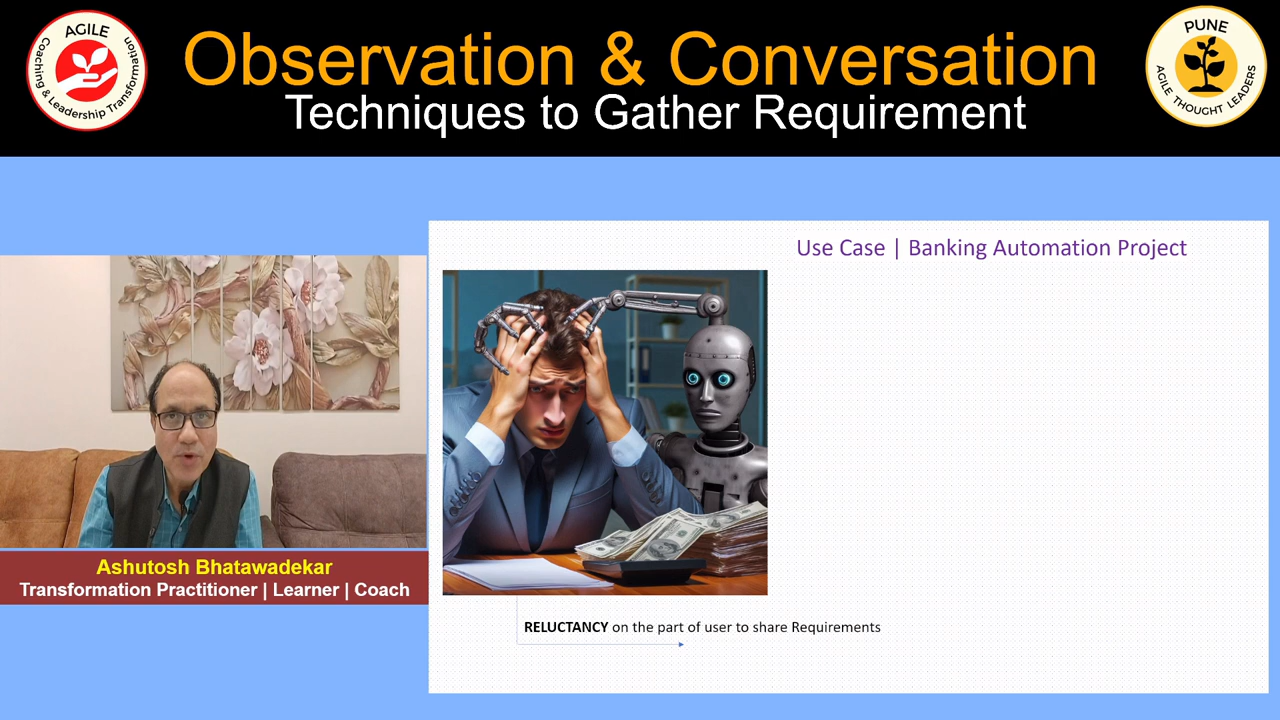 AGILE
Coaching & Leadership Transformation
Observation & Conversation
Techniques to Gather Requirement
PUNE
AGILE THOUGHT LEADERS
Use Case | Banking Automation Project
Ashutosh Bhatawadekar
Transformation Practitioner | Learner | Coach
RELUCTANCY on the part of user to share Requirements